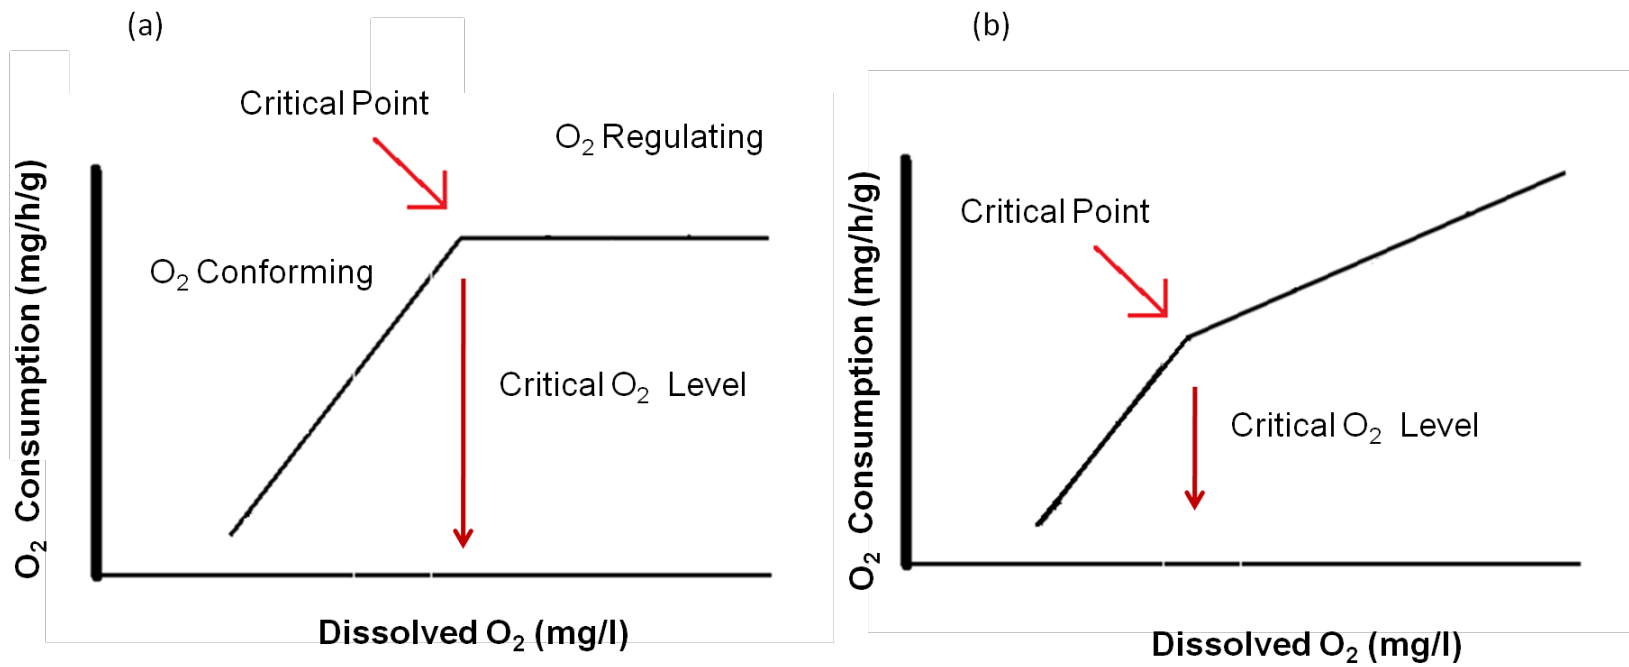 (a)
Critical Point
O₂ Regulating
O₂ Conforming
Critical O₂ Level
O₂ Consumption (mg/h/g)
Dissolved O₂ (mg/l)
(b)
Critical Point
Critical O₂ Level
O₂ Consumption (mg/h/g)
Dissolved O₂ (mg/l)